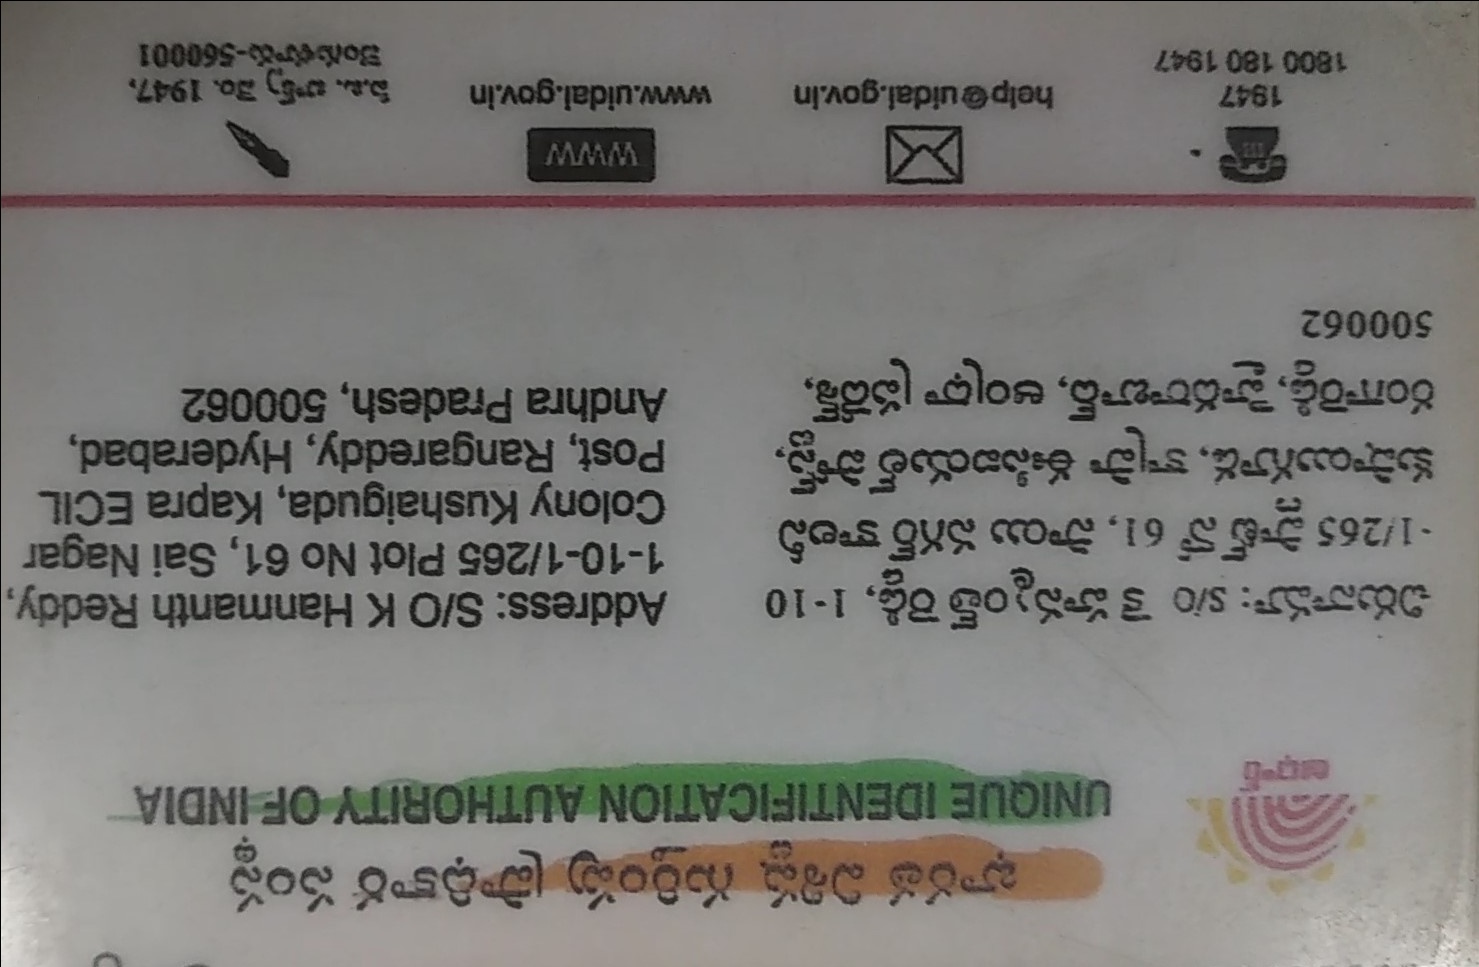 భారత విశిష్ట గుర్తింపు ప్రాధికార సంస్థ
UNIQUE IDENTIFICATION AUTHORITY OF INDIA
ఆధార్
చిరునామా: S/O కె హన్మంత్ రెడ్డి, 1-10
-1/265 ప్లాట్ నో 61, సాయి నగర్ కాలనీ
కుషాయిగూడ, కాప్రా ఈసిఐయల్ పోస్ట్,
రంగారెడ్డి, హైదరాబాద్, ఆంధ్రా ప్రదేశ్,
500062
Address: S/O K Hanmanth Reddy,
1-10-1/265 Plot No 61, Sai Nagar
Colony Kushaiguda, Kapra ECIL
Post, Rangareddy, Hyderabad,
Andhra Pradesh, 500062
1947
1800 180 1947
help@uidai.gov.in
WWW
www.uidai.gov.in
పి.బి. బాక్స్ నెం. 1947,
బెంగుళూరు-560001